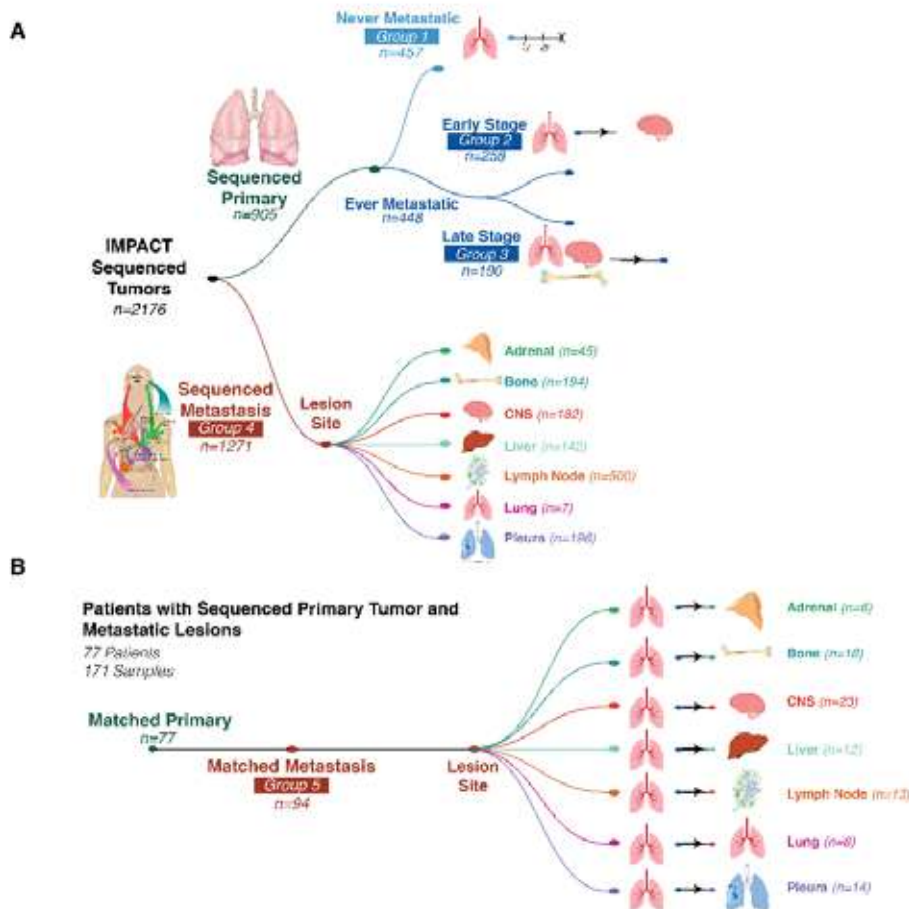 A
Never Metastatic
Group 1
n=457
Early Stage
Group 2
n=258
Sequenced
Primary
n=905
Ever Metastatic
n=448
Late Stage
Group 3
n=190
IMPACT
Sequenced
Tumors
n=2176
Sequenced
Metastasis
Group 4
n=1271
Lesion
Site
Adrenal (n=45)
Bone (n=194)
CNS (n=182)
Liver
Lymph Node (n=500)
Lung (n=7)
Pleura
B
Patients with Sequenced Primary Tumor and
Metastatic Lesions
77 Patients
171 Samples
Matched Primary
n=77
Matched Metastasis
Group 5
n=94
Lesion
Site
Adrenal (n=6)
Bone (n=18)
CNS (n=23)
Liver (n=12)
Lymph Node (n=13)
Lung (n=8)
Pleura (n=14)